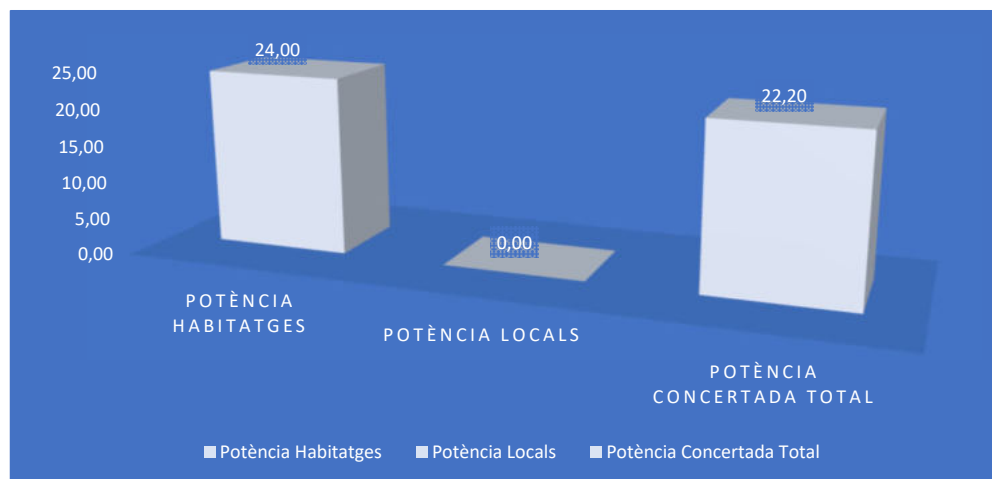 24,00
25,00
20,00
15,00
10,00
5,00
0,00
22,20
0,00
POTÈNCIA
HABITATGES
POTÈNCIA LOCALS
POTÈNCIA
CONCERTADA TOTAL
Potència Habitatges
Potència Locals
Potència Concertada Total